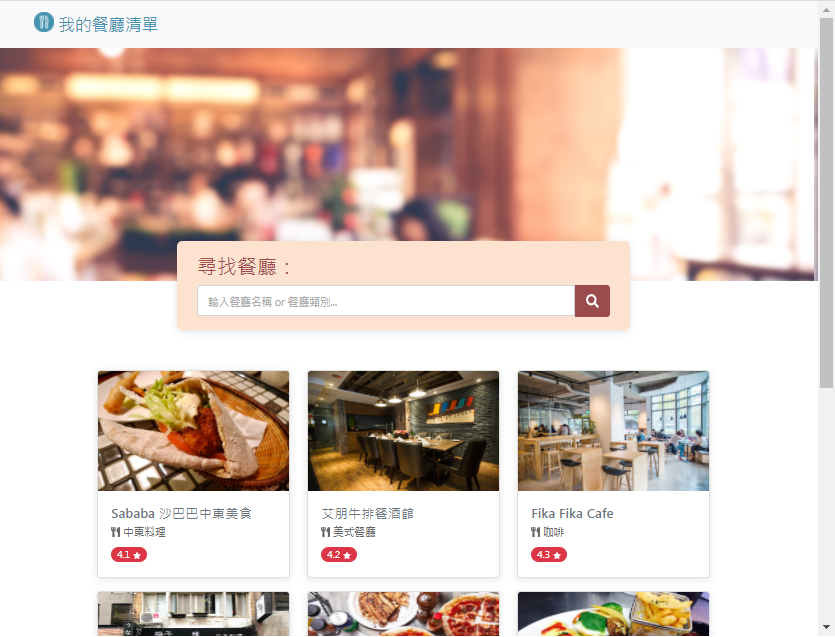 我的餐廳清單
尋找餐廳：
輸入餐廳名稱 or 餐廳類別...
Sababa 沙巴巴中東美食
中東料理
4.1
艾朋牛排餐酒館
美式餐廳
4.2
Fika Fika Cafe
咖啡
4.3